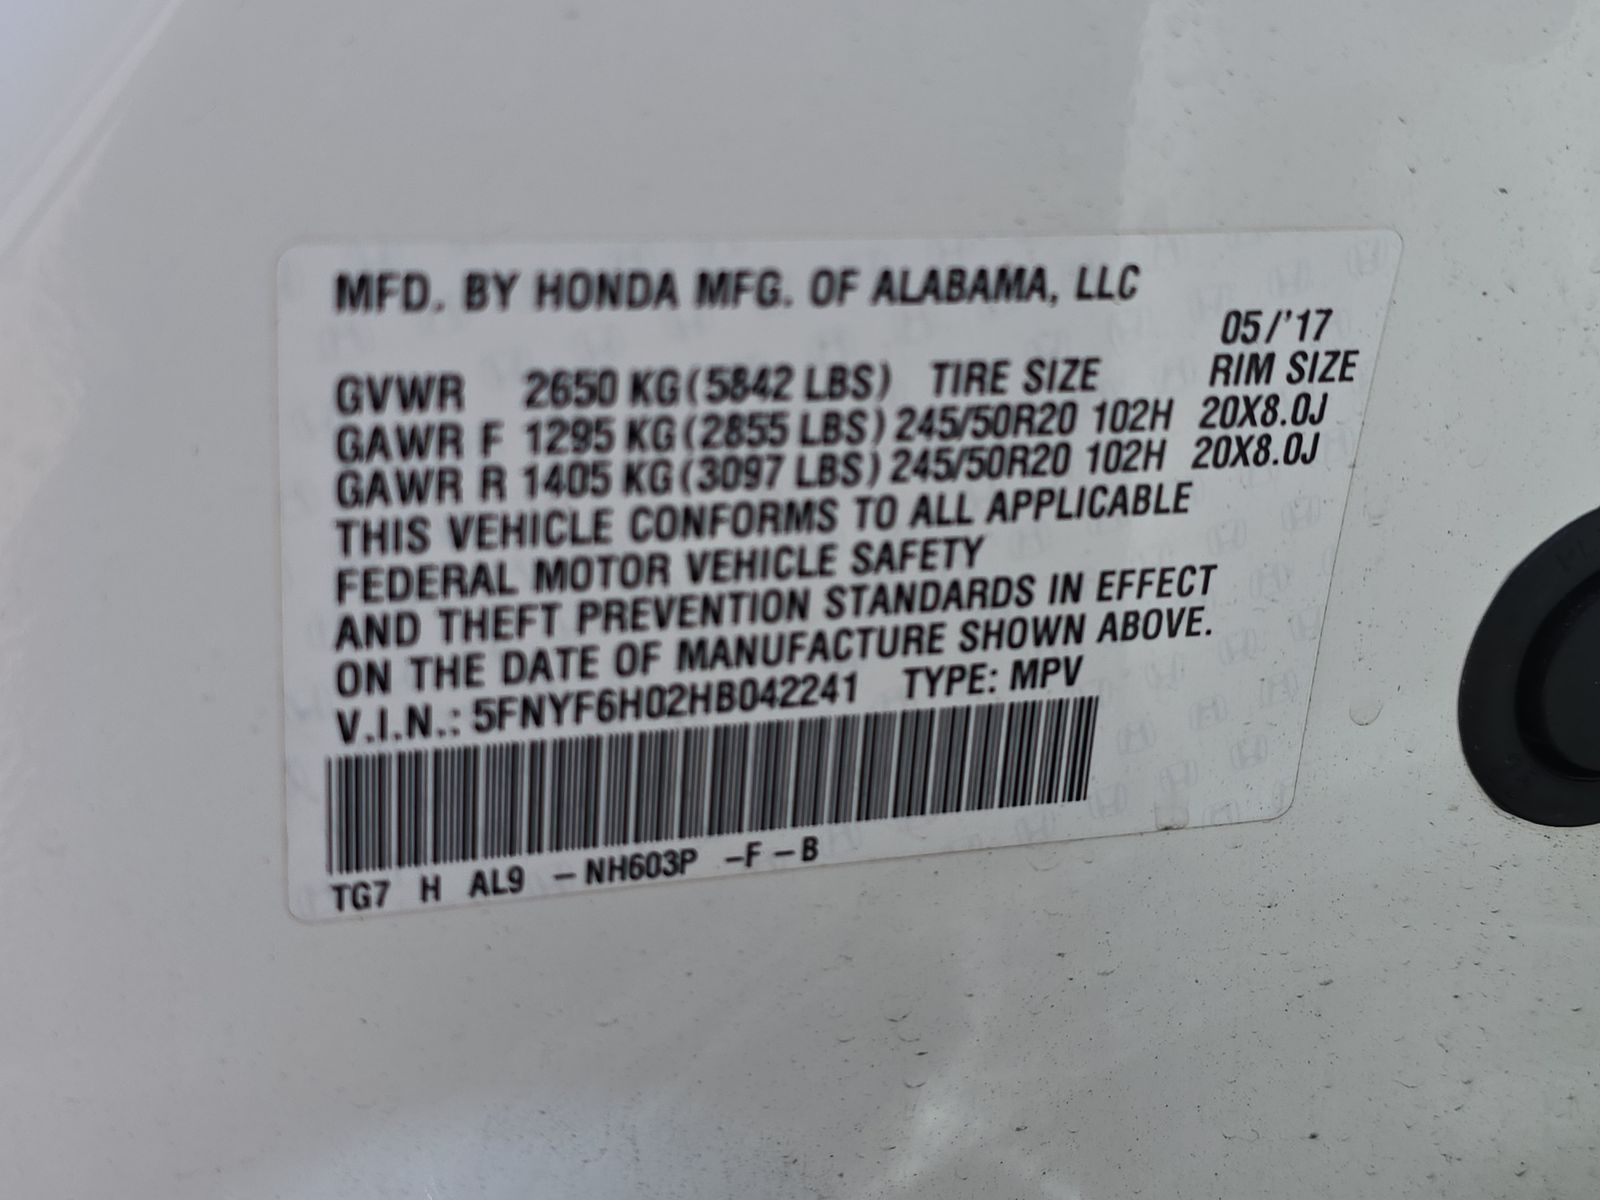 MFD. BY HONDA MFG. OF ALABAMA, LLC
05/'17
GVWR 2650 KG(5842 LBS) TIRE SIZE RIM SIZE
GAWR F 1295 KG(2855 LBS) 245/50R20 102H 20X8.0J
GAWR R 1405 KG(3097 LBS) 245/50R20 102H 20X8.0J
THIS VEHICLE CONFORMS TO ALL APPLICABLE
FEDERAL MOTOR VEHICLE SAFETY
AND THEFT PREVENTION STANDARDS IN EFFECT
ON THE DATE OF MANUFACTURE SHOWN ABOVE.
V.I.N.: 5FNYF6H02HB042241 TYPE: MPV
TG7 H AL9 -NH603P -F-B